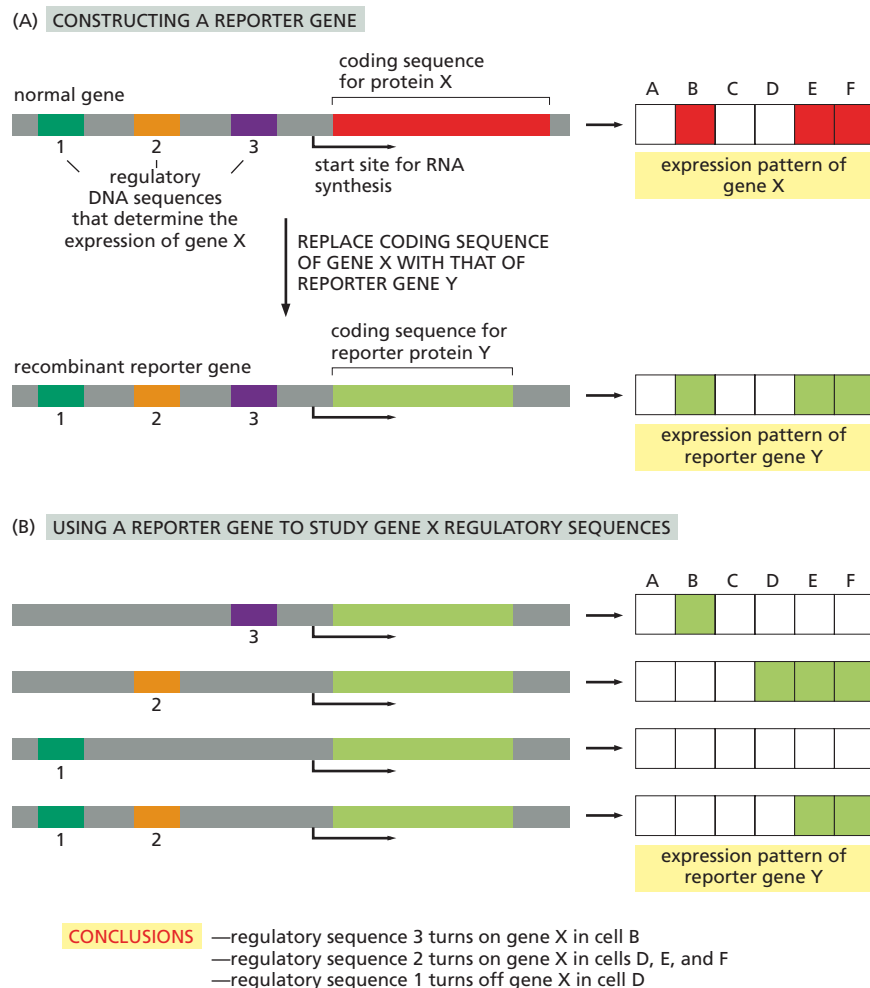 (A) CONSTRUCTING A REPORTER GENE
coding sequence
for protein X
normal gene
A B C D E F
1 2 3
start site for RNA
synthesis
regulatory
DNA sequences
that determine the
expression of gene X
expression pattern of
gene X
REPLACE CODING SEQUENCE
OF GENE X WITH THAT OF
REPORTER GENE Y
coding sequence for
reporter protein Y
recombinant reporter gene
1 2 3
expression pattern of
reporter gene Y
(B) USING A REPORTER GENE TO STUDY GENE X REGULATORY SEQUENCES
A B C D E F
3
2
1
1 2
expression pattern of
reporter gene Y
CONCLUSIONS —regulatory sequence 3 turns on gene X in cell B
—regulatory sequence 2 turns on gene X in cells D, E, and F
—regulatory sequence 1 turns off gene X in cell D